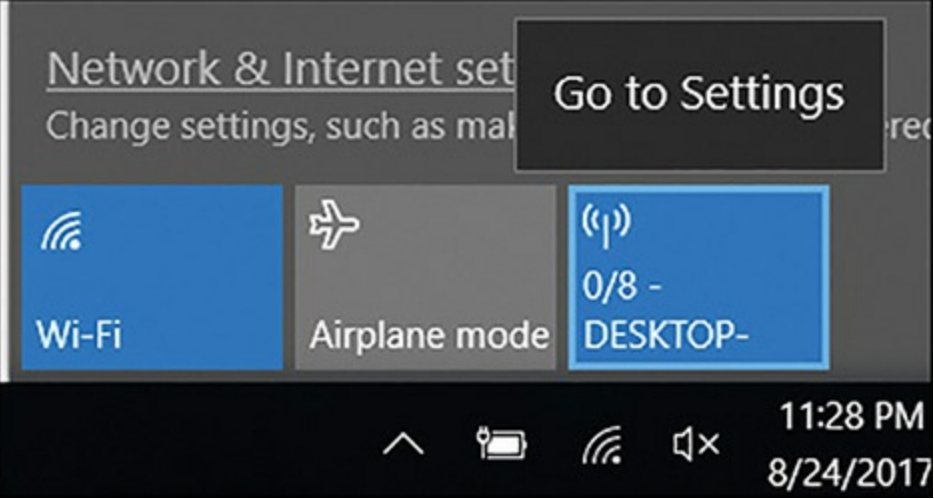 Network & Internet set
Go to Settings
Change settings, such as mak
Wi-Fi
Airplane mode
0/8 -
DESKTOP-
11:28 PM
8/24/2017